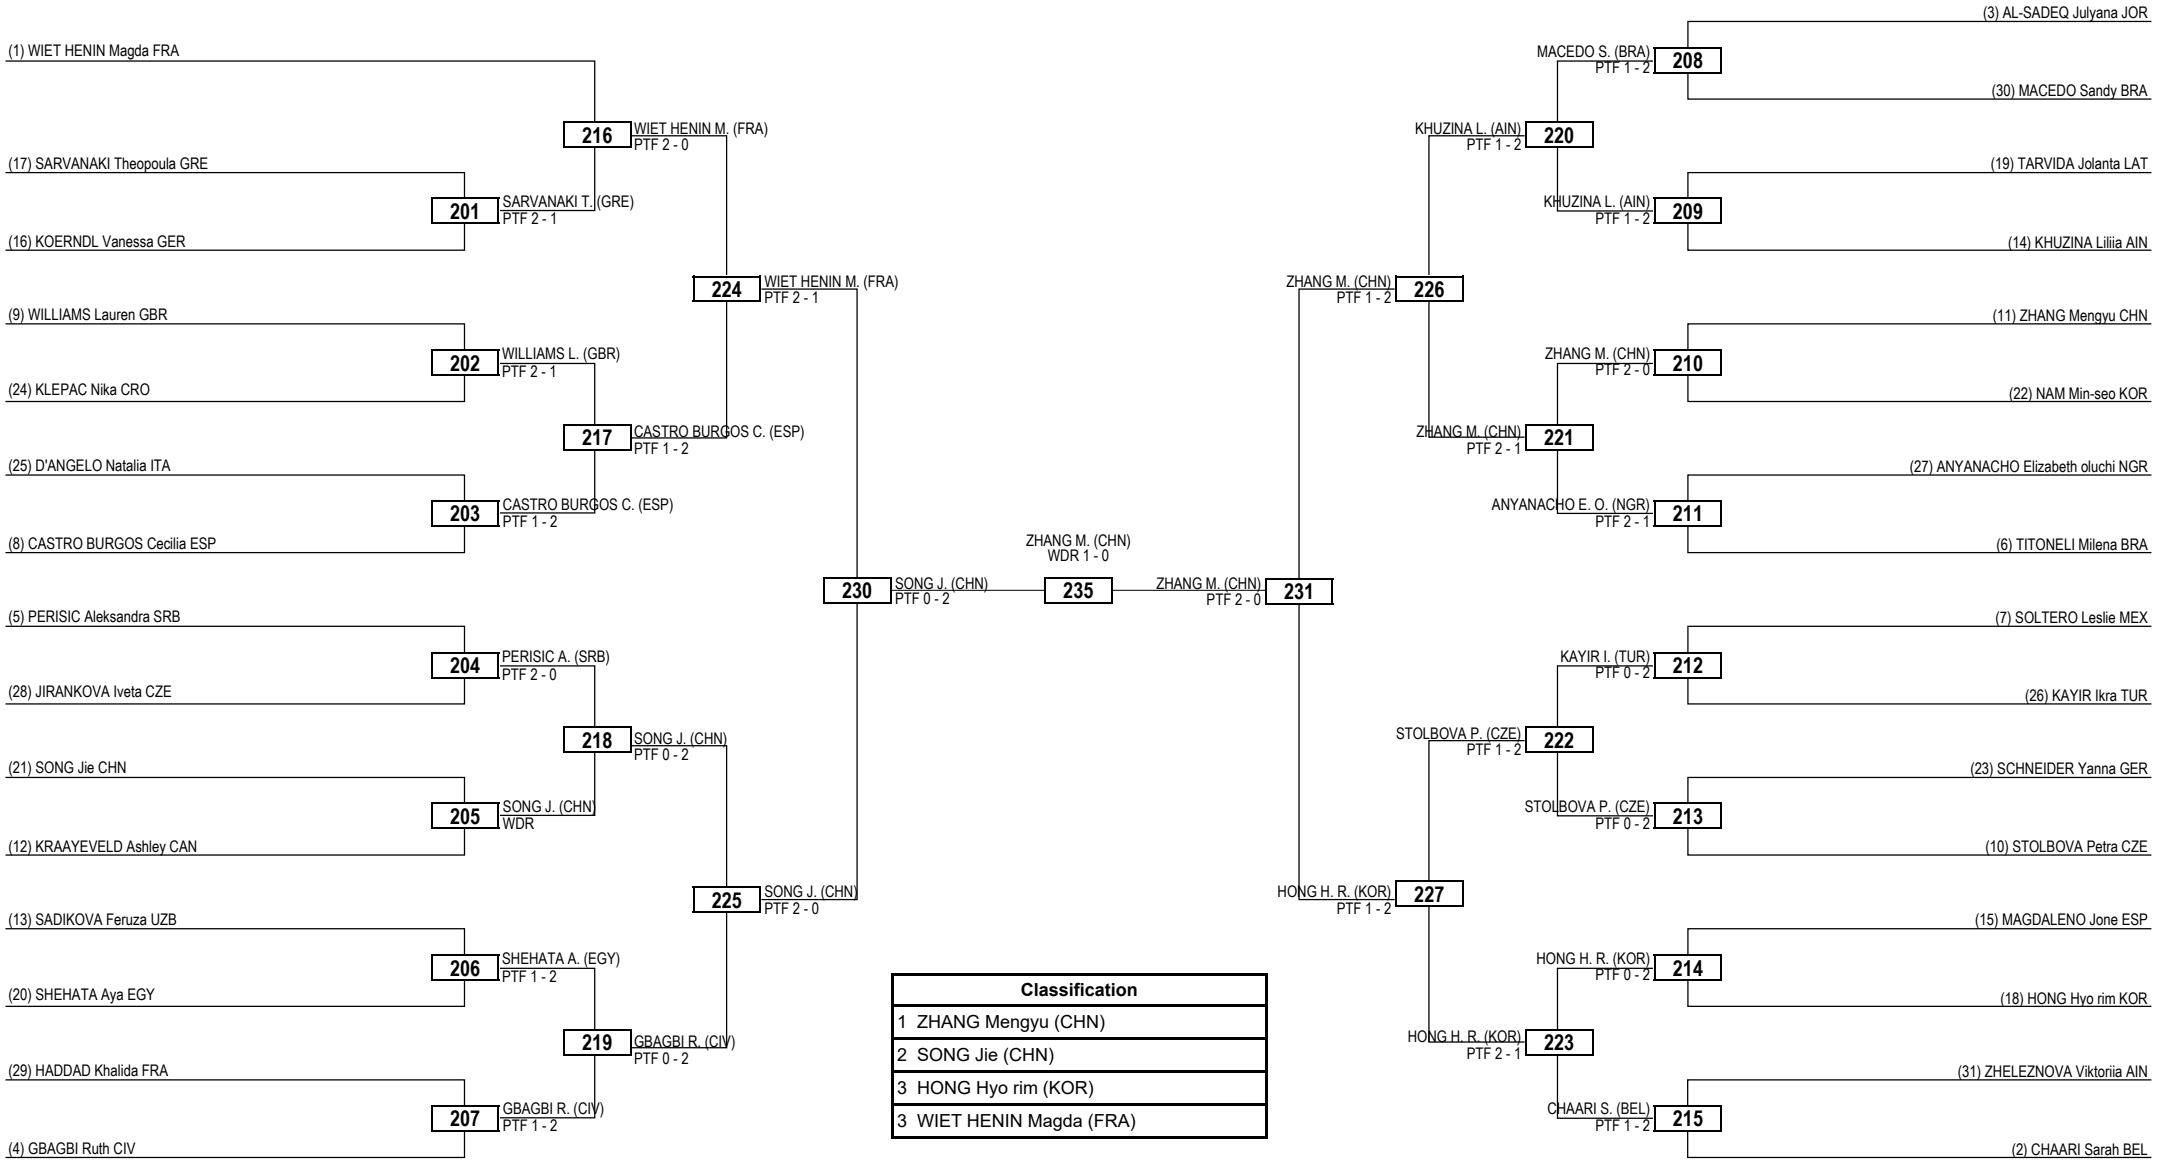 (1) WIET HENIN Magda FRA
216
WIET HENIN M. (FRA)
PTF 2 - 0
(17) SARVANAKI Theopoula GRE
201
SARVANAKI T. (GRE)
PTF 2 - 1
(16) KOERNDL Vanessa GER
224
WIET HENIN M. (FRA)
PTF 2 - 1
(9) WILLIAMS Lauren GBR
202
WILLIAMS L. (GBR)
PTF 2 - 1
(24) KLEPAC Nika CRO
217
CASTRO BURGOS C. (ESP)
PTF 1 - 2
(25) D'ANGELO Natalia ITA
203
CASTRO BURGOS C. (ESP)
PTF 1 - 2
(8) CASTRO BURGOS Cecilia ESP
230
SONG J. (CHN)
PTF 0 - 2
(5) PERISIC Aleksandra SRB
204
PERISIC A. (SRB)
PTF 2 - 0
(28) JIRANKOVA Iveta CZE
218
SONG J. (CHN)
PTF 0 - 2
(21) SONG Jie CHN
205
SONG J. (CHN)
WDR
(12) KRAAYEVELD Ashley CAN
225
SONG J. (CHN)
PTF 2 - 0
(13) SADIKOVA Feruza UZB
206
SHEHATA A. (EGY)
PTF 1 - 2
(20) SHEHATA Aya EGY
219
GBAGBI R. (CIV)
PTF 0 - 2
(29) HADDAD Khalida FRA
207
GBAGBI R. (CIV)
PTF 1 - 2
(4) GBAGBI Ruth CIV
ZHANG M. (CHN)
WDR 1 - 0
235
(3) AL-SADEQ Julyana JOR
MACEDO S. (BRA)
PTF 1 - 2
208
(30) MACEDO Sandy BRA
KHUZINA L. (AIN)
PTF 1 - 2
220
(19) TARVIDA Jolanta LAT
KHUZINA L. (AIN)
PTF 1 - 2
209
(14) KHUZINA Liliia AIN
ZHANG M. (CHN)
PTF 1 - 2
226
(11) ZHANG Mengyu CHN
ZHANG M. (CHN)
PTF 2 - 0
210
(22) NAM Min-seo KOR
ZHANG M. (CHN)
PTF 2 - 1
221
(27) ANYANACHO Elizabeth oluchi NGR
ANYANACHO E. O. (NGR)
PTF 2 - 1
211
(6) TITONELI Milena BRA
ZHANG M. (CHN)
PTF 2 - 0
231
(7) SOLTERO Leslie MEX
KAYIR I. (TUR)
PTF 0 - 2
212
(26) KAYIR Ikra TUR
STOLBOVA P. (CZE)
PTF 1 - 2
222
(23) SCHNEIDER Yanna GER
STOLBOVA P. (CZE)
PTF 0 - 2
213
(10) STOLBOVA Petra CZE
HONG H. R. (KOR)
PTF 1 - 2
227
(15) MAGDALENO Jone ESP
HONG H. R. (KOR)
PTF 0 - 2
214
(18) HONG Hyo rim KOR
HONG H. R. (KOR)
PTF 2 - 1
223
(31) ZHELEZNOVA Viktoriia AIN
CHAARI S. (BEL)
PTF 1 - 2
215
(2) CHAARI Sarah BEL
Classification
1 ZHANG Mengyu (CHN)
2 SONG Jie (CHN)
3 HONG Hyo rim (KOR)
3 WIET HENIN Magda (FRA)